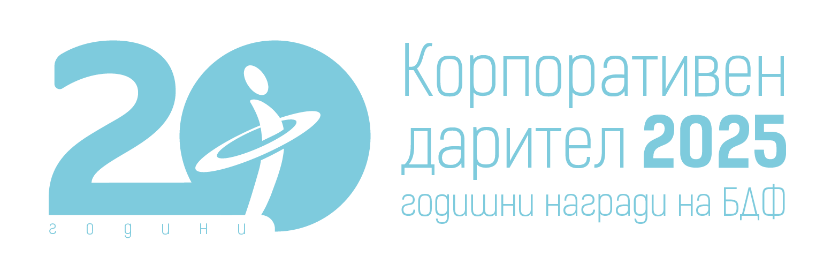 20
години
Корпоративен
дарител 2025
годишни награди на БДФ